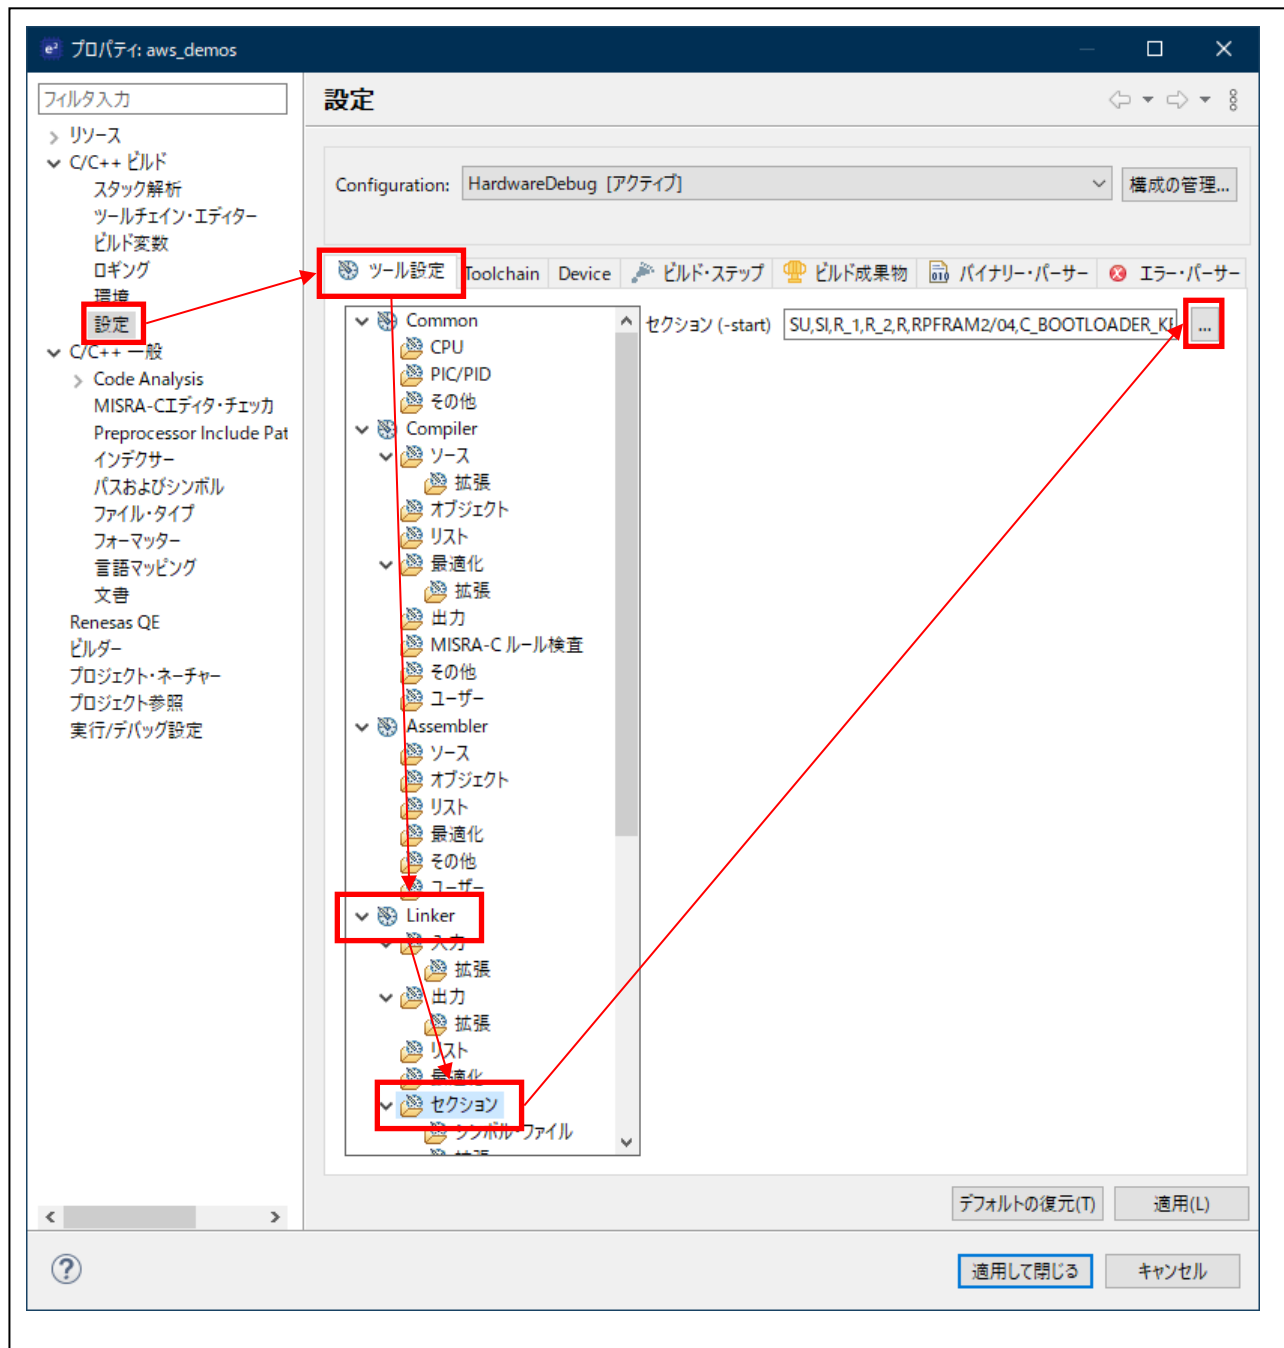 e² プロパティ: aws_demos
フィルタ入力
設定
リソース
C/C++ ビルド
スタック解析
ツールチェイン・エディター
ビルド変数
ロギング
環境
設定
C/C++ 一般
Code Analysis
MISRA-Cエディタ・チェッカ
Preprocessor Include Pat
インデクサー
パスおよびシンボル
ファイル・タイプ
フォーマッター
言語マッピング
文書
Renesas QE
ビルダー
プロジェクト・ネーチャー
プロジェクト参照
実行/デバッグ設定
Configuration: HardwareDebug [アクティブ] 構成の管理...
ツール設定 Toolchain Device ビルド・ステップ ビルド成果物 バイナリー・パーサー エラー・パーサー
Common
CPU
PIC/PID
その他
Compiler
ソース
拡張
オブジェクト
リスト
最適化
拡張
出力
MISRA-C ルール検査
その他
ユーザー
Assembler
ソース
オブジェクト
リスト
最適化
その他
ユーザー
Linker
入力
拡張
出力
拡張
リスト
最適化
セクション
シンボル・ファイル
セクション (-start) SU,SI,R_1,R_2,R,RPFRAM2/04,C_BOOTLOADER_KE ...
デフォルトの復元(T) 適用(L)
適用して閉じる キャンセル